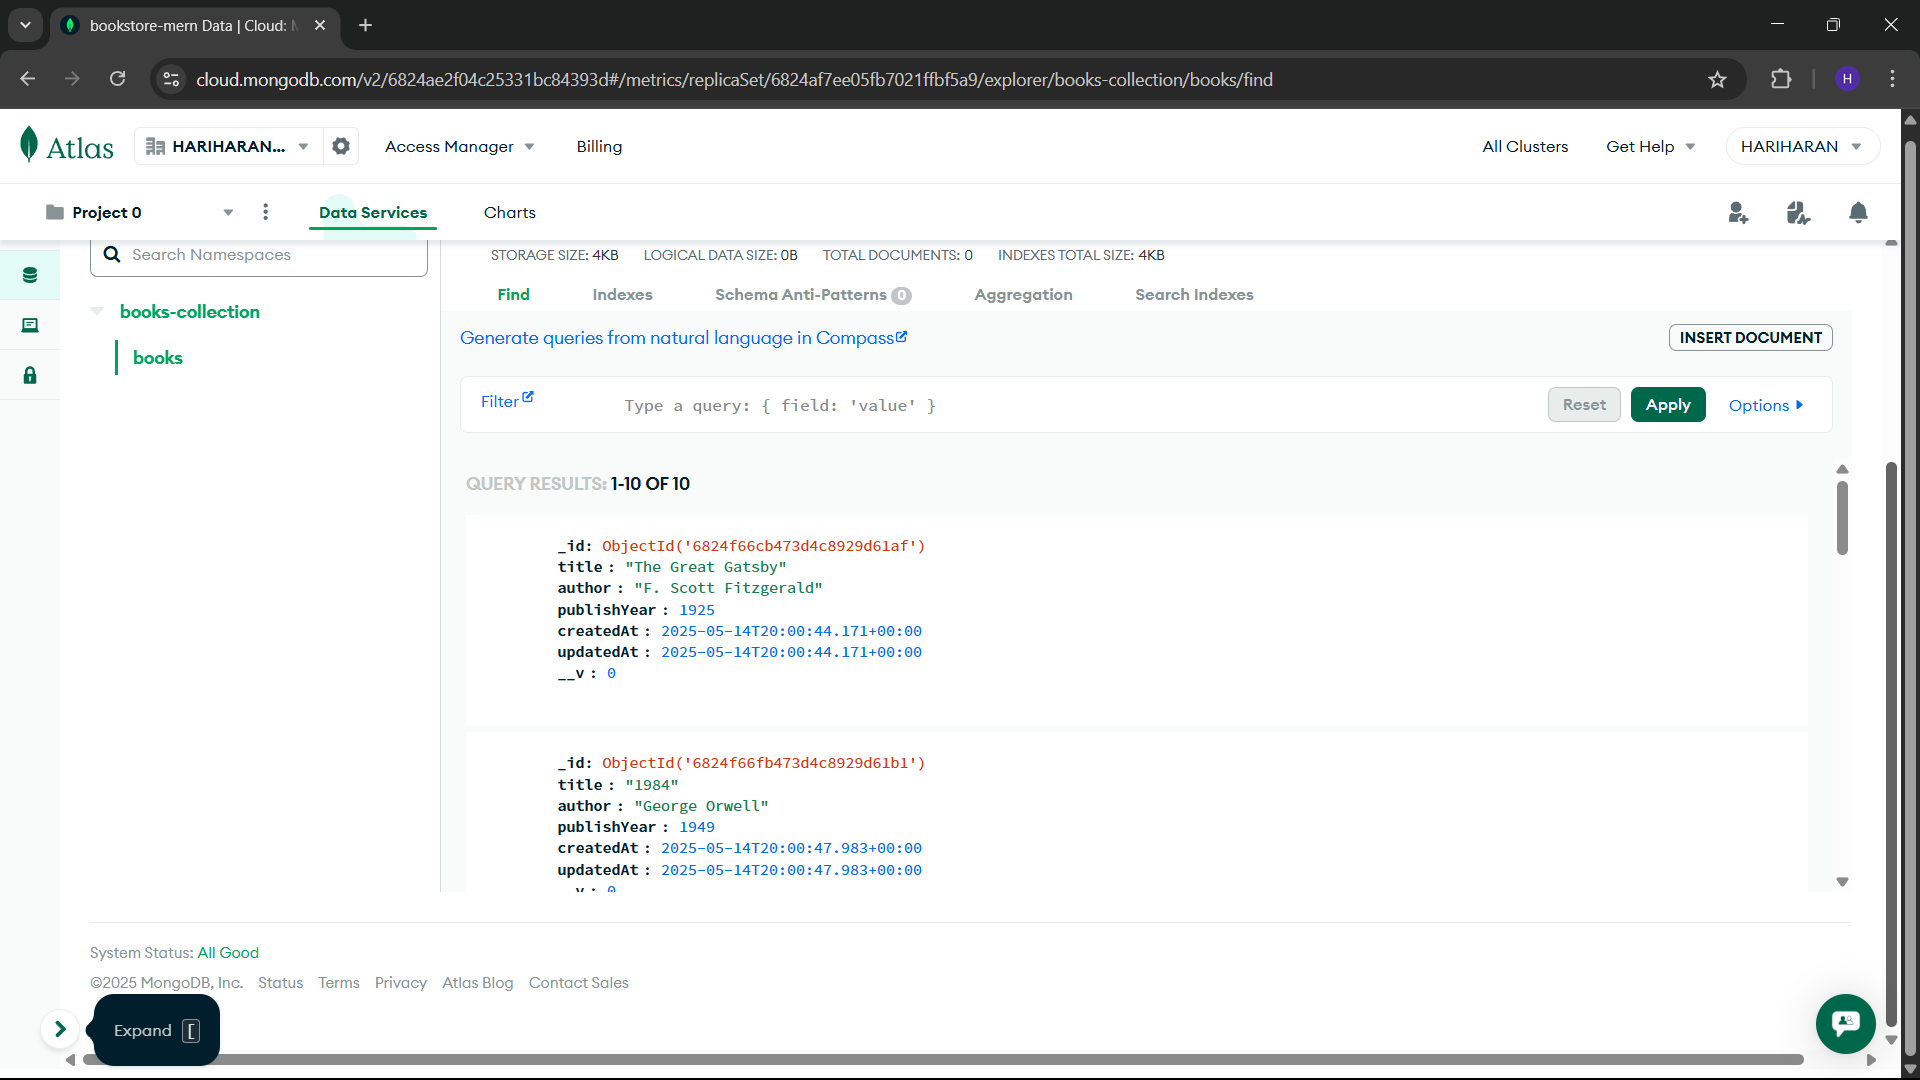 bookstore-mern Data | Cloud: M
cloud.mongodb.com/v2/6824ae2f04c25331bc84393d#/metrics/replicaSet/6824af7ee05fb7021ffbf5a9/explorer/books-collection/books/find
H
Atlas
HARIHARAN...
Access Manager
Billing
All Clusters
Get Help
HARIHARAN
Project 0
Data Services
Charts
Search Namespaces
STORAGE SIZE: 4KB LOGICAL DATA SIZE: 0B TOTAL DOCUMENTS: 0 INDEXES TOTAL SIZE: 4KB
books-collection
books
Find Indexes Schema Anti-Patterns 0 Aggregation Search Indexes
Generate queries from natural language in Compass
INSERT DOCUMENT
Filter
Type a query: { field: 'value' }
Reset
Apply
Options
QUERY RESULTS: 1-10 OF 10
_id: ObjectId('6824f66cb473d4c8929d61af')
title : "The Great Gatsby"
author : "F. Scott Fitzgerald"
publishYear : 1925
createdAt : 2025-05-14T20:00:44.171+00:00
updatedAt : 2025-05-14T20:00:44.171+00:00
__v : 0
_id: ObjectId('6824f66fb473d4c8929d61b1')
title : "1984"
author : "George Orwell"
publishYear : 1949
createdAt : 2025-05-14T20:00:47.983+00:00
updatedAt : 2025-05-14T20:00:47.983+00:00
__v : 0
System Status: All Good
©2025 MongoDB, Inc. Status Terms Privacy Atlas Blog Contact Sales
Expand [